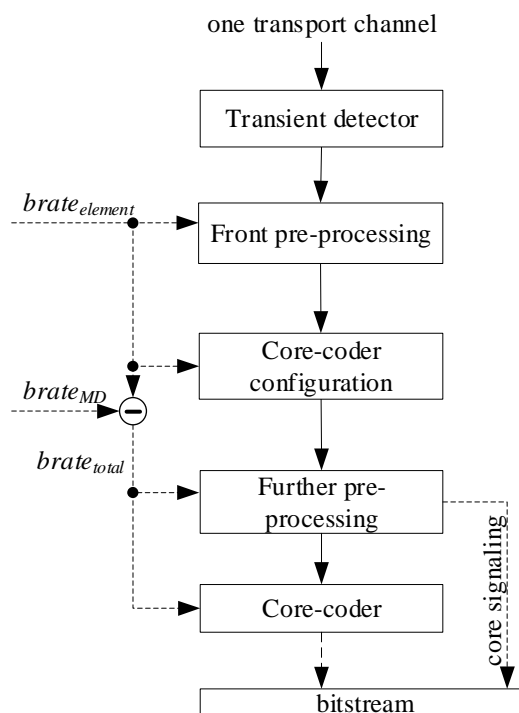 one transport channel
Transient detector
brate_element
Front pre-processing
Core-coder
configuration
brate_MD
brate_total
Further pre-
processing
core signaling
Core-coder
bitstream